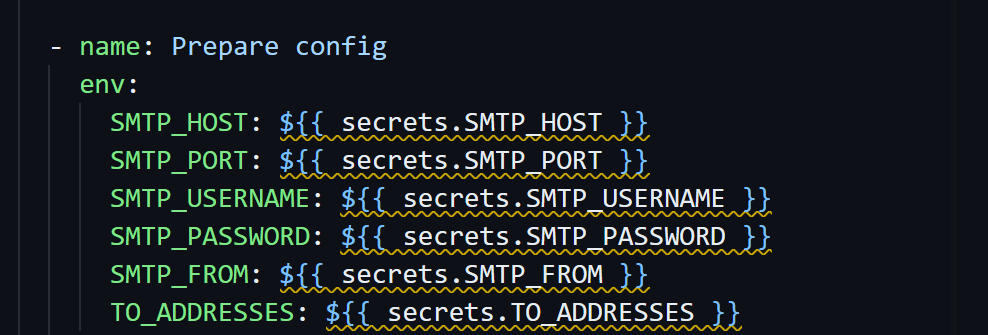 - name: Prepare config
env:
SMTP_HOST: ${{ secrets.SMTP_HOST }}
SMTP_PORT: ${{ secrets.SMTP_PORT }}
SMTP_USERNAME: ${{ secrets.SMTP_USERNAME }}
SMTP_PASSWORD: ${{ secrets.SMTP_PASSWORD }}
SMTP_FROM: ${{ secrets.SMTP_FROM }}
TO_ADDRESSES: ${{ secrets.TO_ADDRESSES }}